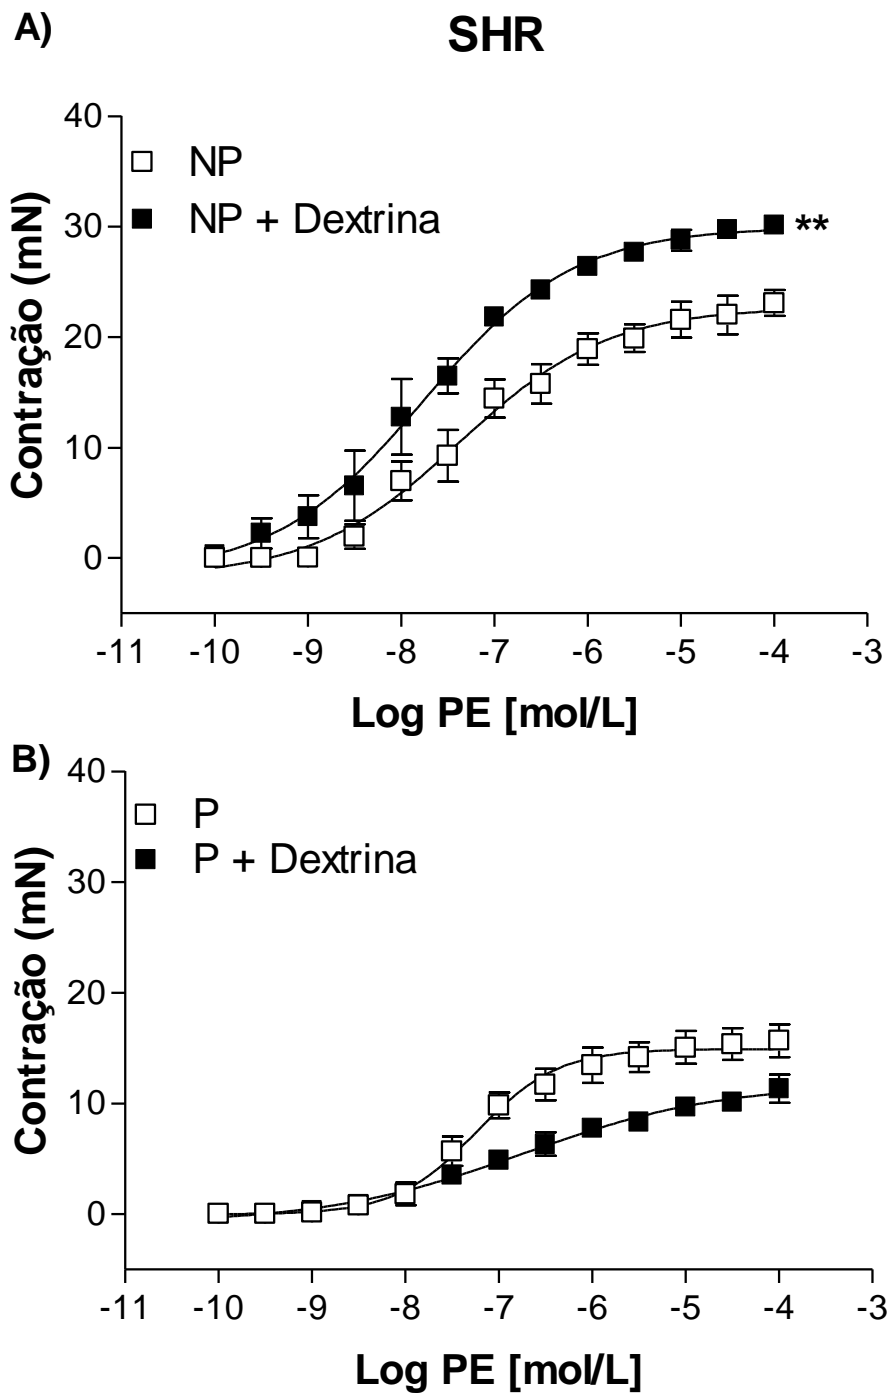 A)
SHR
40
NP
NP + Dextrina
30
**
20
10
0
Contração (mN)
-11 -10 -9 -8 -7 -6 -5 -4 -3
Log PE [mol/L]
B)
40
P
P + Dextrina
30
20
10
0
Contração (mN)
-11 -10 -9 -8 -7 -6 -5 -4 -3
Log PE [mol/L]